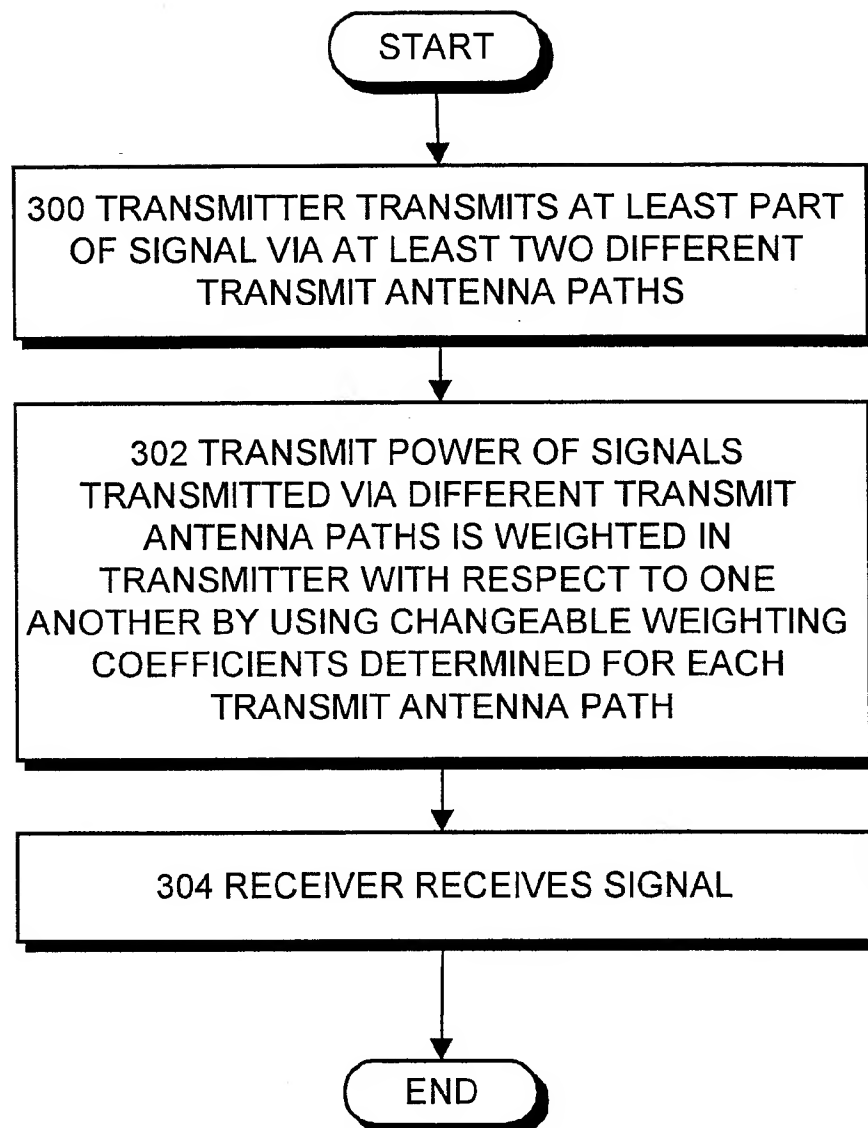 START
300 TRANSMITTER TRANSMITS AT LEAST PART
OF SIGNAL VIA AT LEAST TWO DIFFERENT
TRANSMIT ANTENNA PATHS
302 TRANSMIT POWER OF SIGNALS
TRANSMITTED VIA DIFFERENT TRANSMIT
ANTENNA PATHS IS WEIGHTED IN
TRANSMITTER WITH RESPECT TO ONE
ANOTHER BY USING CHANGEABLE WEIGHTING
COEFFICIENTS DETERMINED FOR EACH
TRANSMIT ANTENNA PATH
304 RECEIVER RECEIVES SIGNAL
END